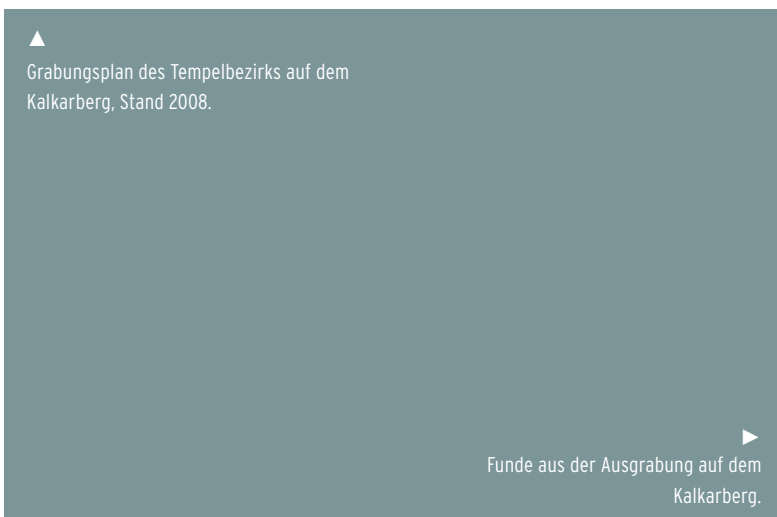 ▲
Grabungsplan des Tempelbezirks auf dem
Kalkarberg, Stand 2008.
►
Funde aus der Ausgrabung auf dem
Kalkarberg.